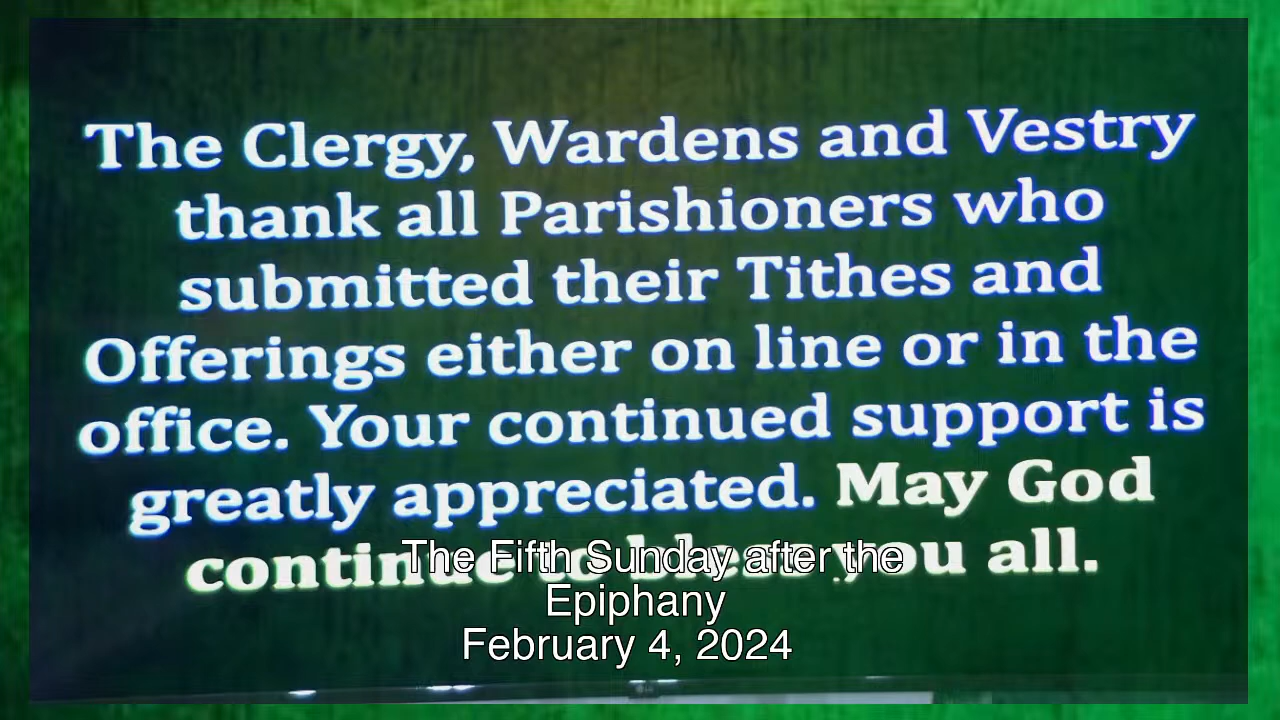 The Clergy, Wardens and Vestry
thank all Parishioners who
submitted their Tithes and
Offerings either on line or in the
office. Your continued support is
greatly appreciated. May God
continue to bless you all.
The Fifth Sunday after the
Epiphany
February 4, 2024